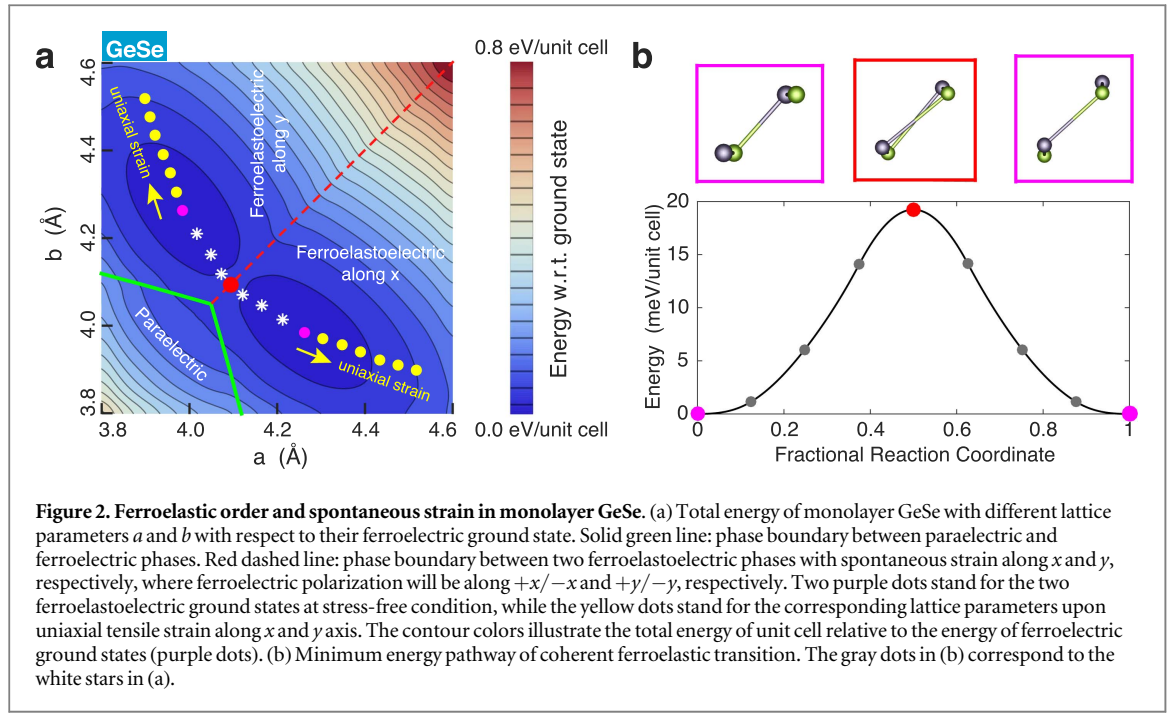 a
GeSe
0.8 eV/unit cell
b
4.6
4.4
4.2
4.0
3.8
b (Å)
uniaxial strain
Ferroelastoelectric
along y
Ferroelastoelectric
along x
Paraelectric
uniaxial strain
3.8
4.0
4.2
4.4
4.6
a (Å)
Energy w.r.t. ground state
0.0 eV/unit cell
20
15
10
5
0
Energy (meV/unit cell)
0
0.2
0.4
0.6
0.8
1
Fractional Reaction Coordinate
Figure 2. Ferroelastic order and spontaneous strain in monolayer GeSe. (a) Total energy of monolayer GeSe with different lattice
parameters a and b with respect to their ferroelectric ground state. Solid green line: phase boundary between paraelectric and
ferroelectric phases. Red dashed line: phase boundary between two ferroelastoelectric phases with spontaneous strain along x and y,
respectively, where ferroelectric polarization will be along +x/−x and +y/−y, respectively. Two purple dots stand for the two
ferroelastoelectric ground states at stress-free condition, while the yellow dots stand for the corresponding lattice parameters upon
uniaxial tensile strain along x and y axis. The contour colors illustrate the total energy of unit cell relative to the energy of ferroelectric
ground states (purple dots). (b) Minimum energy pathway of coherent ferroelastic transition. The gray dots in (b) correspond to the
white stars in (a).